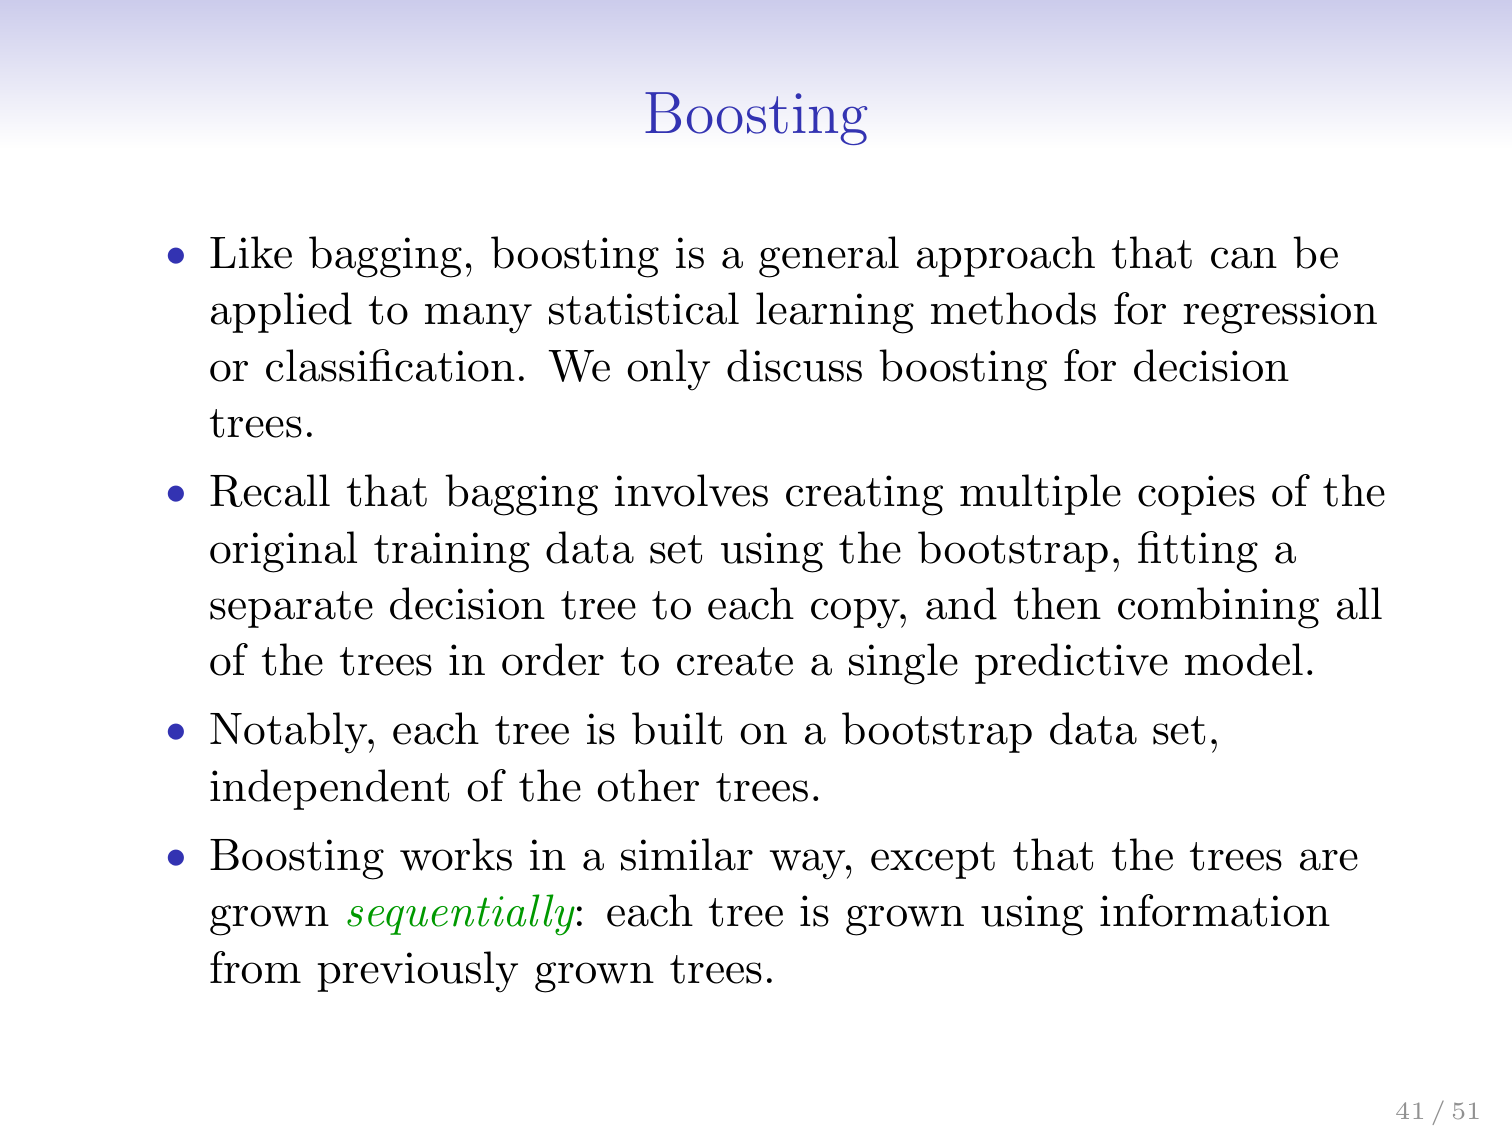 Boosting
• Like bagging, boosting is a general approach that can be
applied to many statistical learning methods for regression
or classification. We only discuss boosting for decision
trees.
• Recall that bagging involves creating multiple copies of the
original training data set using the bootstrap, fitting a
separate decision tree to each copy, and then combining all
of the trees in order to create a single predictive model.
• Notably, each tree is built on a bootstrap data set,
independent of the other trees.
• Boosting works in a similar way, except that the trees are
grown sequentially: each tree is grown using information
from previously grown trees.
41 / 51